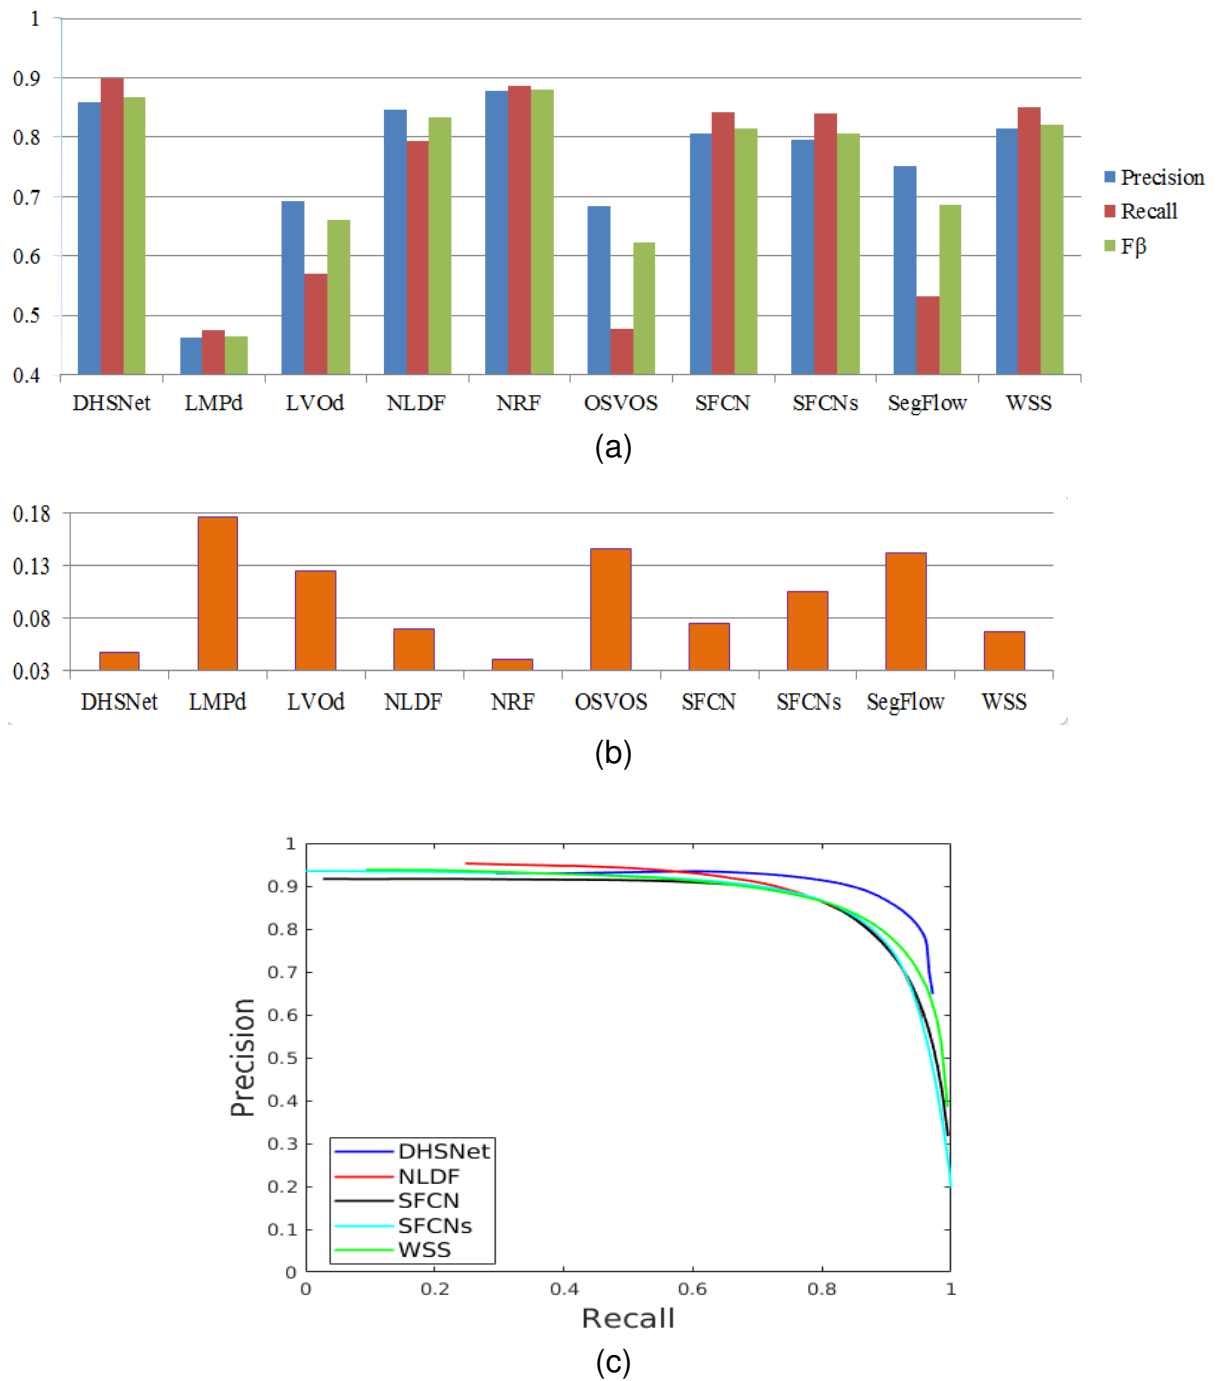 1
0.9
0.8
0.7
0.6
0.5
0.4
DHSNet LMPd LVOd NLDF NRF OSVOS SFCN SFCNs SegFlow WSS
Precision
Recall
Fβ
(a)
0.18
0.13
0.08
0.03
DHSNet LMPd LVOd NLDF NRF OSVOS SFCN SFCNs SegFlow WSS
(b)
1
0.9
0.8
0.7
0.6
0.5
0.4
0.3
0.2
0.1
0
Precision
DHSNet
NLDF
SFCN
SFCNs
WSS
0 0.2 0.4 0.6 0.8 1
Recall
(c)